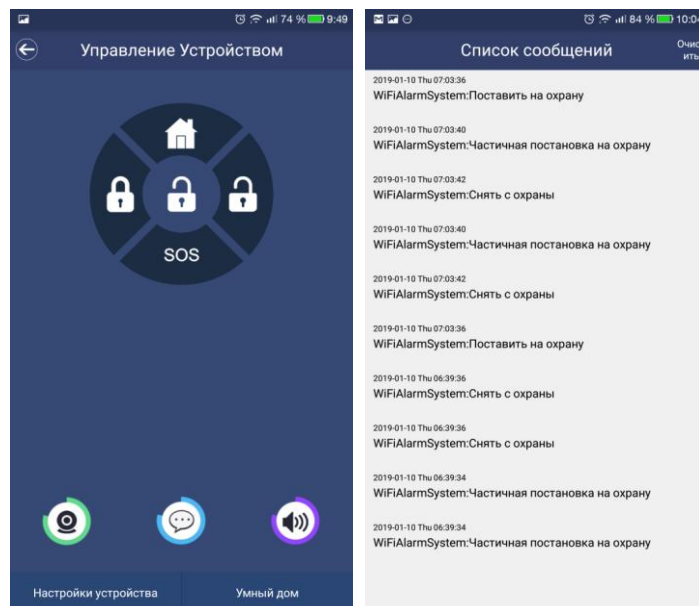 74 % 9:49
Управление Устройством
SOS
Настройки устройства
Умный дом
84 % 10:04
Список сообщений
Очис
ить
2019-01-10 Thu 07:03:36
WiFiAlarmSystem:Поставить на охрану
2019-01-10 Thu 07:03:40
WiFiAlarmSystem:Частичная постановка на охрану
2019-01-10 Thu 07:03:42
WiFiAlarmSystem:Снять с охраны
2019-01-10 Thu 07:03:40
WiFiAlarmSystem:Частичная постановка на охрану
2019-01-10 Thu 07:03:42
WiFiAlarmSystem:Снять с охраны
2019-01-10 Thu 07:03:36
WiFiAlarmSystem:Поставить на охрану
2019-01-10 Thu 06:39:36
WiFiAlarmSystem:Снять с охраны
2019-01-10 Thu 06:39:36
WiFiAlarmSystem:Снять с охраны
2019-01-10 Thu 06:39:34
WiFiAlarmSystem:Частичная постановка на охрану
2019-01-10 Thu 06:39:34
WiFiAlarmSystem:Частичная постановка на охрану